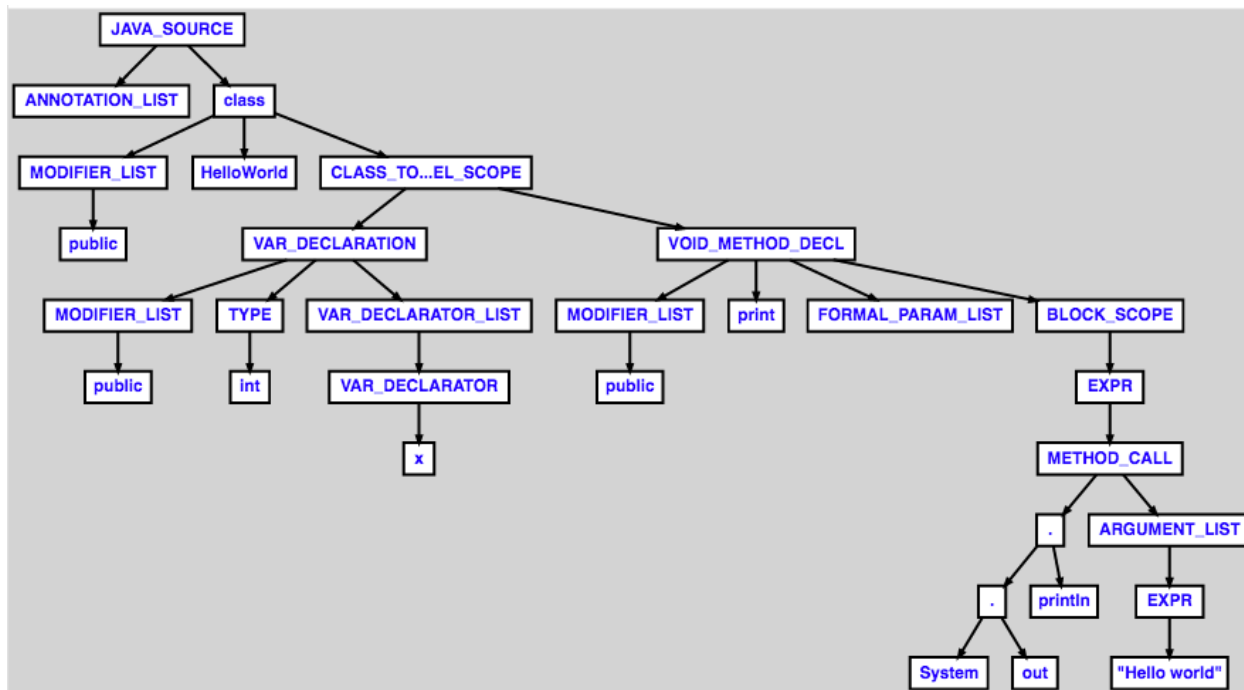 JAVA_SOURCE
ANNOTATION_LIST class
MODIFIER_LIST HelloWorld CLASS_TO...EL_SCOPE
public VAR_DECLARATION VOID_METHOD_DECL
MODIFIER_LIST TYPE VAR_DECLARATOR_LIST MODIFIER_LIST print FORMAL_PARAM_LIST BLOCK_SCOPE
public int VAR_DECLARATOR public EXPR
x METHOD_CALL
. ARGUMENT_LIST
. println EXPR
System out "Hello world"